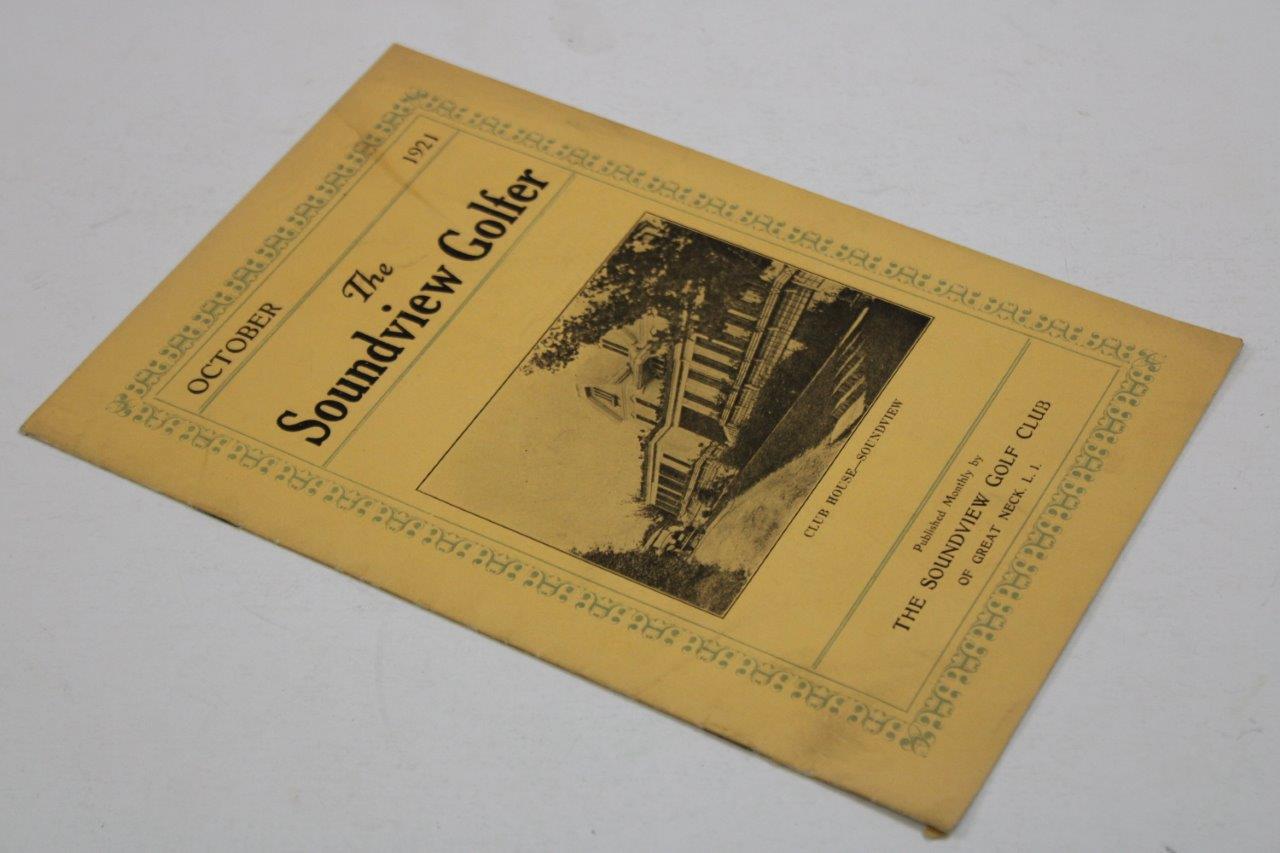 OCTOBER 1921
The
Soundview Golfer
CLUB HOUSE—SOUNDVIEW
Published Monthly by
THE SOUNDVIEW GOLF CLUB
OF GREAT NECK, L. I.